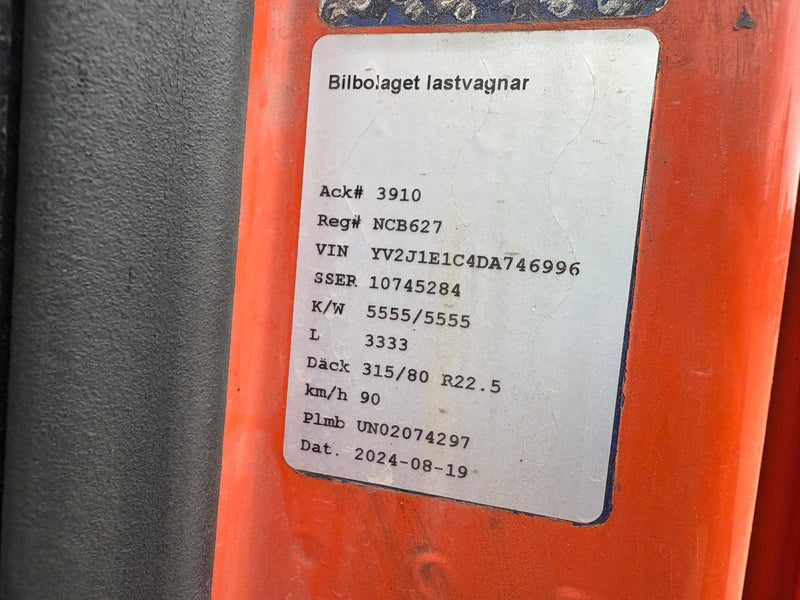 Bilbolaget lastvagnar
Ack# 3910
Reg# NCB627
VIN YV2J1E1C4DA746996
SSER 10745284
K/W 5555/5555
L 3333
Däck 315/80 R22.5
km/h 90
Plmb UN02074297
Dat. 2024-08-19